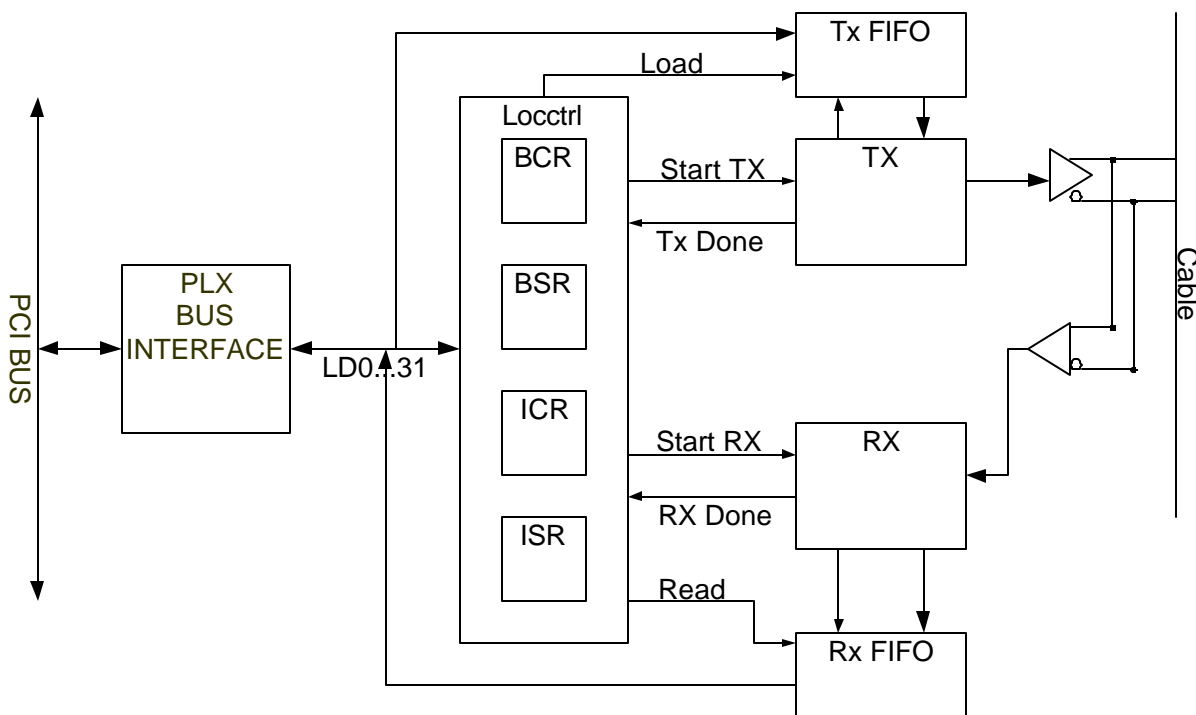 Tx FIFO
Load
Locctrl
BCR
Start TX
TX
Tx Done
PLX
BUS
INTERFACE
BSR
PCI BUS
LD0...31
Cable
ICR
Start RX
RX
RX Done
ISR
Read
Rx FIFO